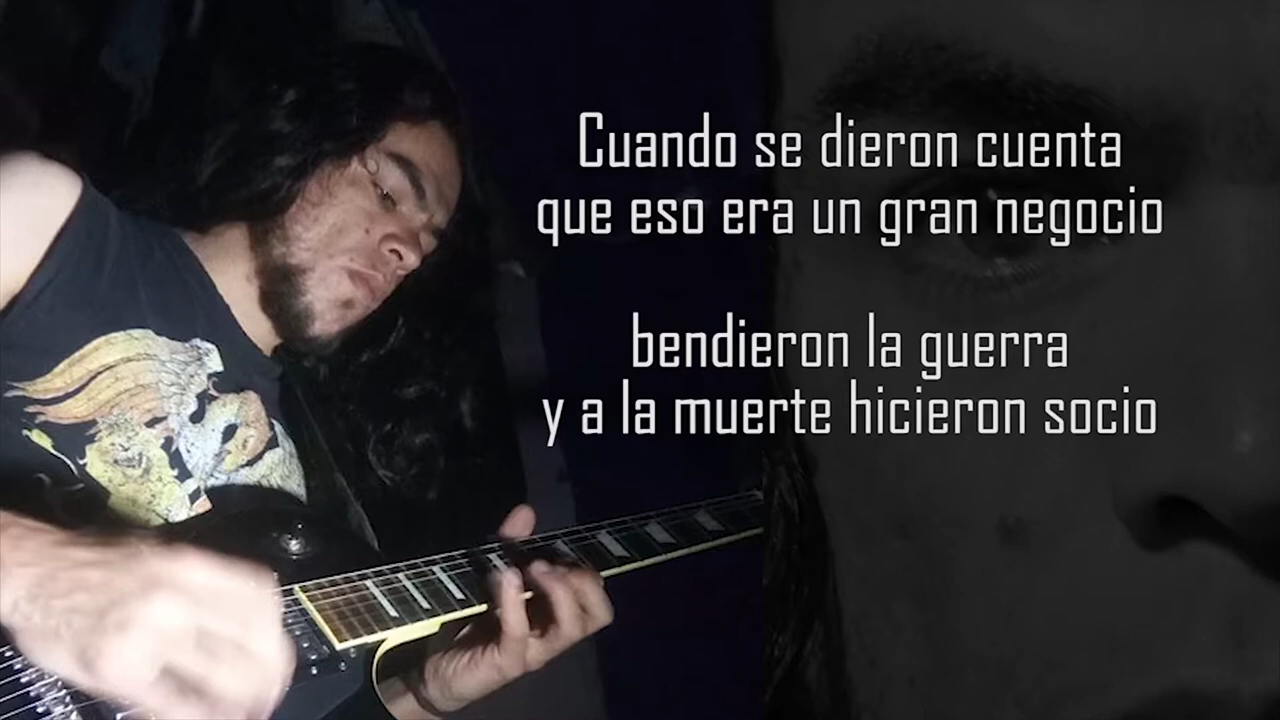 Cuando se dieron cuenta
que eso era un gran negocio
bendieron la guerra
y a la muerte hicieron socio